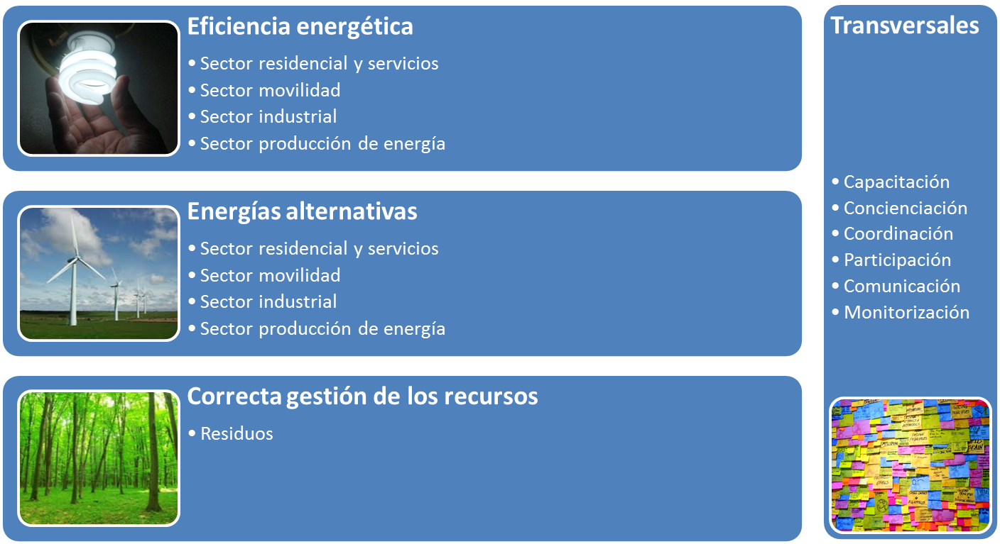 Eficiencia energética
• Sector residencial y servicios
• Sector movilidad
• Sector industrial
• Sector producción de energía
Energías alternativas
• Sector residencial y servicios
• Sector movilidad
• Sector industrial
• Sector producción de energía
Correcta gestión de los recursos
• Residuos
Transversales
• Capacitación
• Concienciación
• Coordinación
• Participación
• Comunicación
• Monitorización